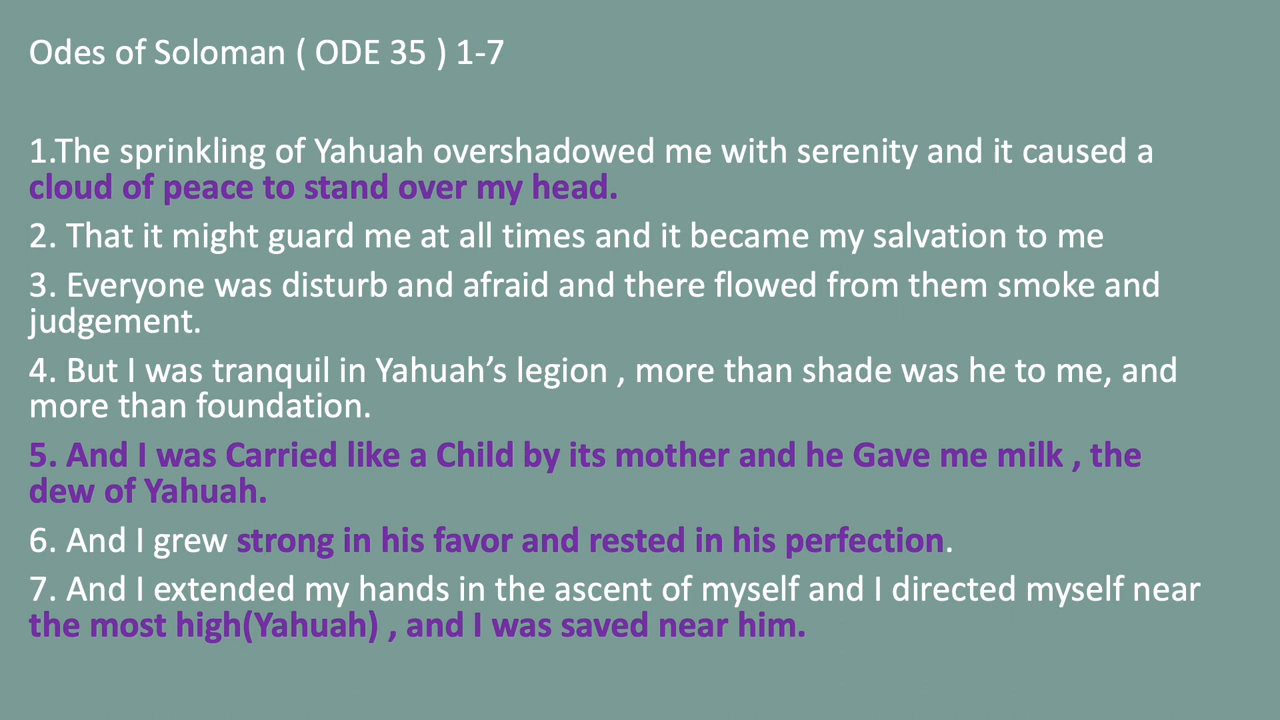 Odes of Soloman ( ODE 35 ) 1-7
1.The sprinkling of Yahuah overshadowed me with serenity and it caused a
cloud of peace to stand over my head.
2. That it might guard me at all times and it became my salvation to me
3. Everyone was disturb and afraid and there flowed from them smoke and
judgement.
4. But I was tranquil in Yahuah’s legion , more than shade was he to me, and
more than foundation.
5. And I was Carried like a Child by its mother and he Gave me milk , the
dew of Yahuah.
6. And I grew strong in his favor and rested in his perfection.
7. And I extended my hands in the ascent of myself and I directed myself near
the most high(Yahuah) , and I was saved near him.